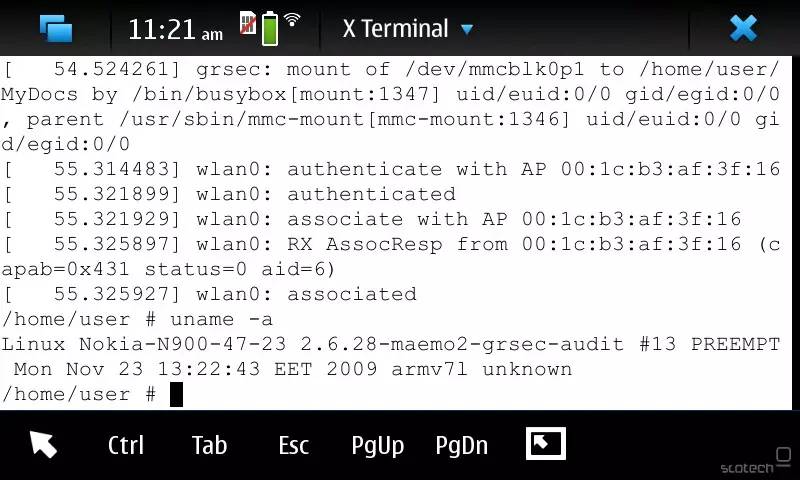 11:21 am X Terminal
[   54.524261] grsec: mount of /dev/mmcblk0p1 to /home/user/
MyDocs by /bin/busybox[mount:1347] uid/euid:0/0 gid/egid:0/0
, parent /usr/sbin/mmc-mount[mmc-mount:1346] uid/euid:0/0 gi
d/egid:0/0
[   55.314483] wlan0: authenticate with AP 00:1c:b3:af:3f:16
[   55.321899] wlan0: authenticated
[   55.321929] wlan0: associate with AP 00:1c:b3:af:3f:16
[   55.325897] wlan0: RX AssocResp from 00:1c:b3:af:3f:16 (c
apab=0x431 status=0 aid=6)
[   55.325927] wlan0: associated
/home/user # uname -a
Linux Nokia-N900-47-23 2.6.28-maemo2-grsec-audit #13 PREEMPT
 Mon Nov 23 13:22:43 EET 2009 armv7l unknown
/home/user #
Ctrl Tab Esc PgUp PgDn
scotech